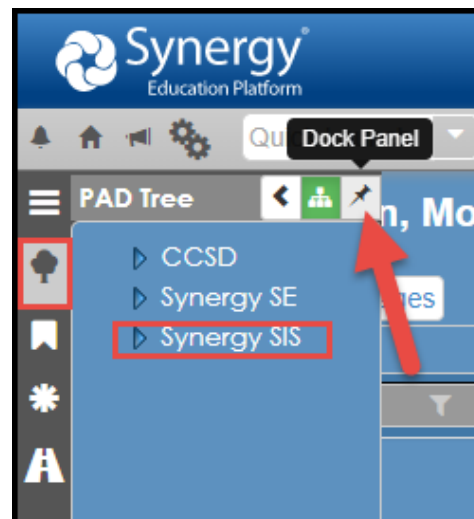 Synergy
Education Platform
Qu
Dock Panel
PAD Tree
n, Mo
CCSD
Synergy SE
ges
Synergy SIS